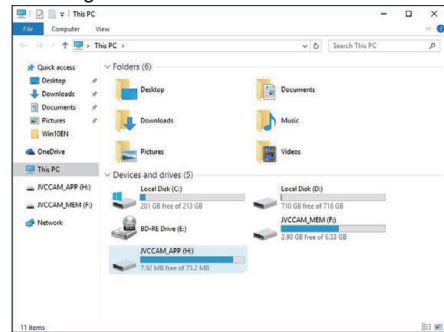 This PC
File Computer View
This PC
Search This PC
Quick access
Desktop
Downloads
Documents
Pictures
Win10EN
OneDrive
This PC
JVCCAM_APP (H:)
JVCCAM_MEM (F:)
Network
Folders (6)
Desktop
Documents
Downloads
Music
Pictures
Videos
Devices and drives (5)
Local Disk (C:)
201 GB free of 213 GB
Local Disk (D:)
710 GB free of 718 GB
BD-RE Drive (E:)
JVCCAM_MEM (F:)
2.90 GB free of 6.53 GB
JVCCAM_APP (H:)
7.92 MB free of 73.2 MB
11 items